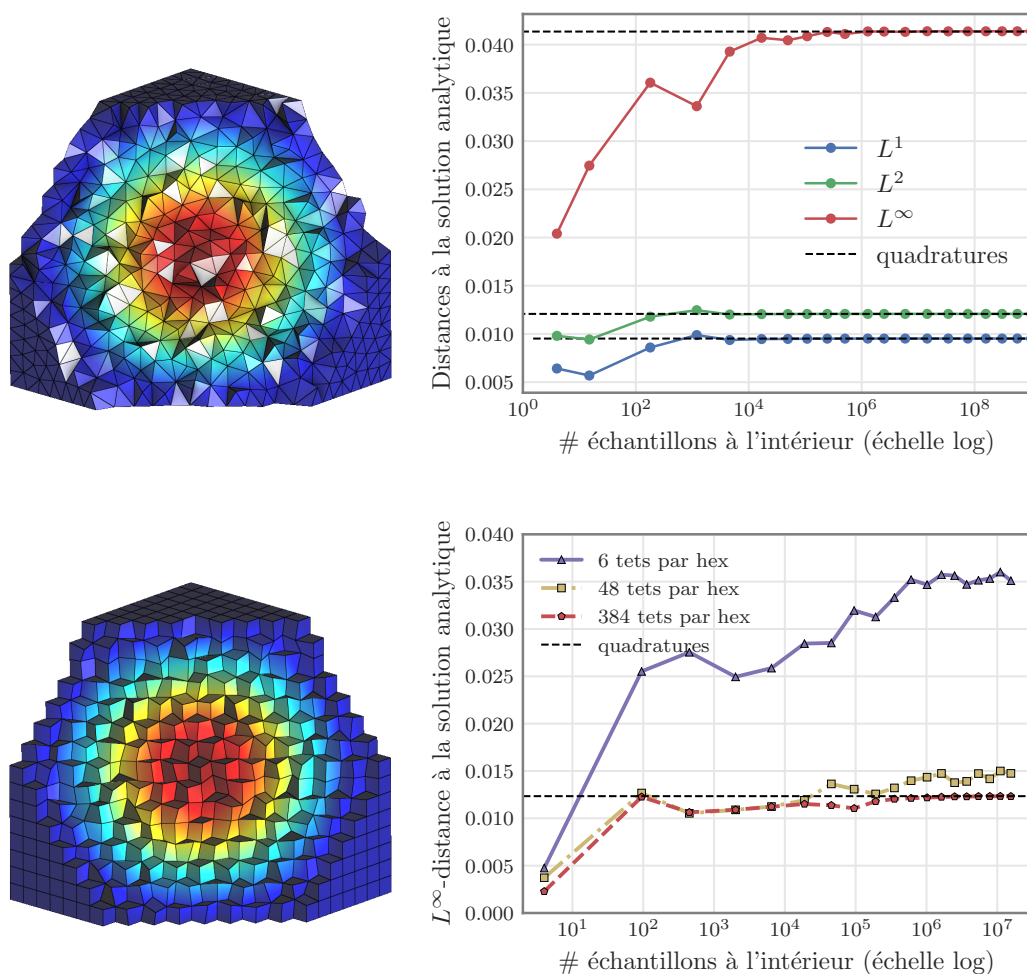 Distances à la solution analytique
0.040
0.035
0.030
0.025
0.020
0.015
0.010
0.005
L¹
L²
L∞
quadratures
10⁰
10²
10⁴
10⁶
10⁸
# échantillons à l'intérieur (échelle log)
L∞-distance à la solution analytique
0.040
0.035
0.030
0.025
0.020
0.015
0.010
0.005
0.000
6 tets par hex
48 tets par hex
384 tets par hex
quadratures
10¹
10²
10³
10⁴
10⁵
10⁶
10⁷
# échantillons à l'intérieur (échelle log)